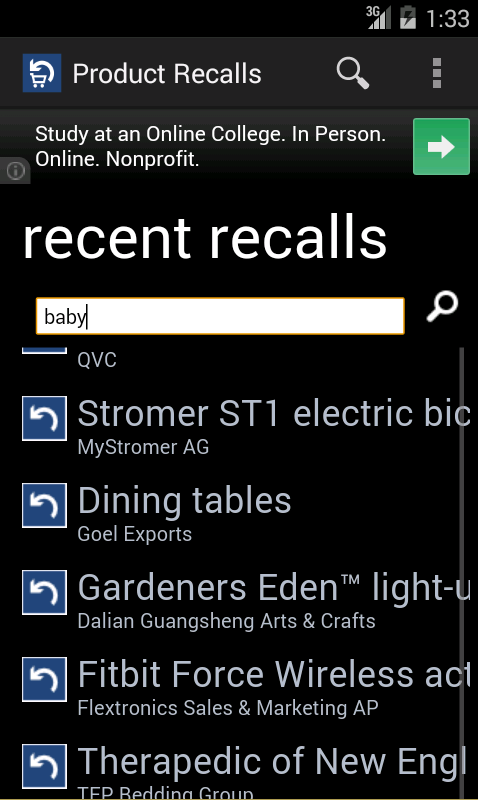 3G 1:33
Product Recalls
Study at an Online College. In Person.
Online. Nonprofit.
recent recalls
baby
QVC
Stromer ST1 electric bic
MyStromer AG
Dining tables
Goel Exports
Gardeners Eden™ light-u
Dalian Guangsheng Arts & Crafts
Fitbit Force Wireless act
Flextronics Sales & Marketing AP
Therapedic of New Engl
TEP Bedding Group